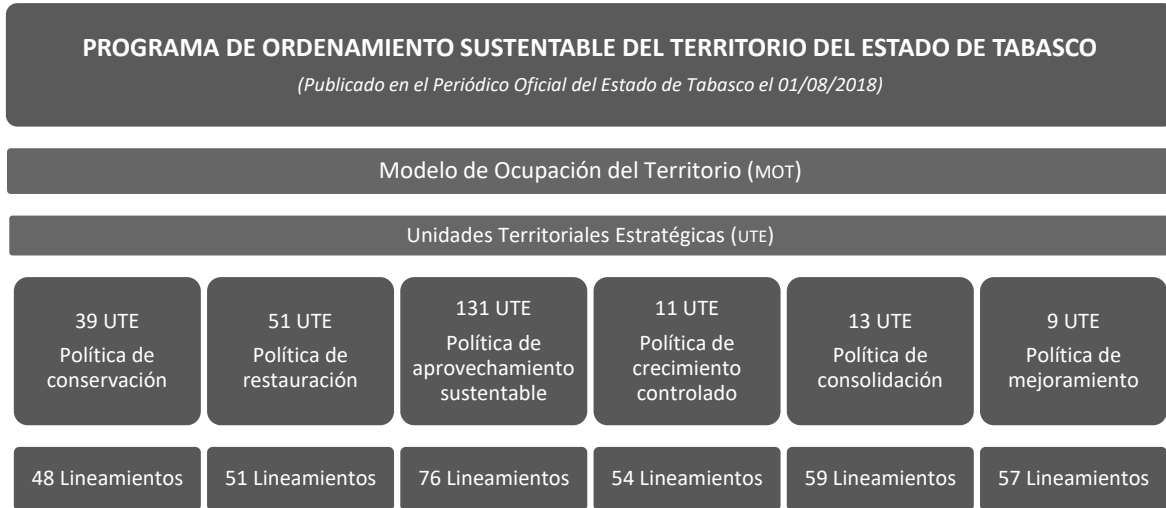 PROGRAMA DE ORDENAMIENTO SUSTENTABLE DEL TERRITORIO DEL ESTADO DE TABASCO
(Publicado en el Periódico Oficial del Estado de Tabasco el 01/08/2018)
Modelo de Ocupación del Territorio (MOT)
Unidades Territoriales Estratégicas (UTE)
39 UTE
Política de
conservación
51 UTE
Política de
restauración
131 UTE
Política de
aprovechamiento
sustentable
11 UTE
Política de
crecimiento
controlado
13 UTE
Política de
consolidación
9 UTE
Política de
mejoramiento
48 Lineamientos
51 Lineamientos
76 Lineamientos
54 Lineamientos
59 Lineamientos
57 Lineamientos